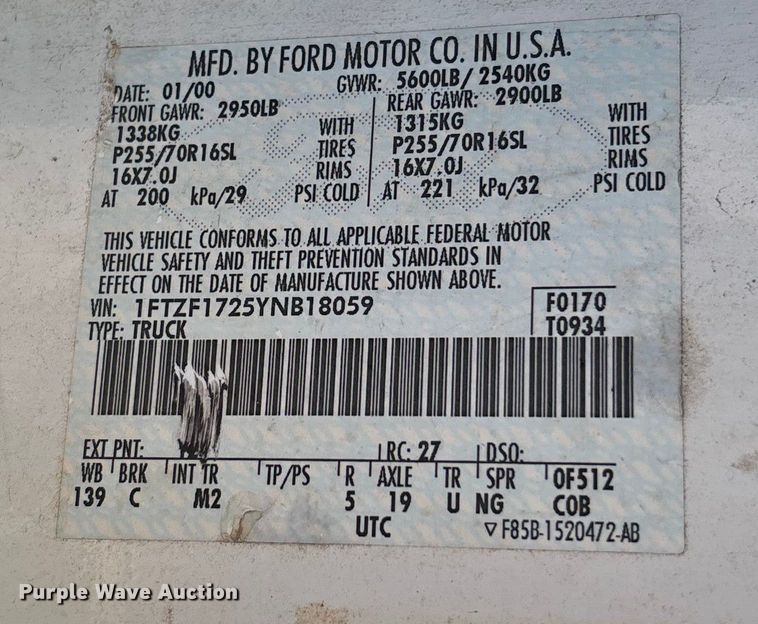 MFD. BY FORD MOTOR CO. IN U.S.A.
DATE: 01/00 GVWR: 5600LB/ 2540KG
FRONT GAWR: 2950LB REAR GAWR: 2900LB
1338KG WITH 1315KG WITH
P255/70R16SL TIRES P255/70R16SL TIRES
16X7.0J RIMS 16X7.0J RIMS
AT 200 kPa/29 PSI COLD AT 221 kPa/32 PSI COLD
THIS VEHICLE CONFORMS TO ALL APPLICABLE FEDERAL MOTOR
VEHICLE SAFETY AND THEFT PREVENTION STANDARDS IN
EFFECT ON THE DATE OF MANUFACTURE SHOWN ABOVE.
VIN: 1FTZF1725YNB18059 F0170
TYPE: TRUCK T0934
EXT PNT: RC: 27 DSO:
WB BRK INT TR TP/PS R AXLE TR SPR 0F512
139 C M2 5 19 U NG COB
UTC ▽F85B-1520472-AB
Purple Wave Auction